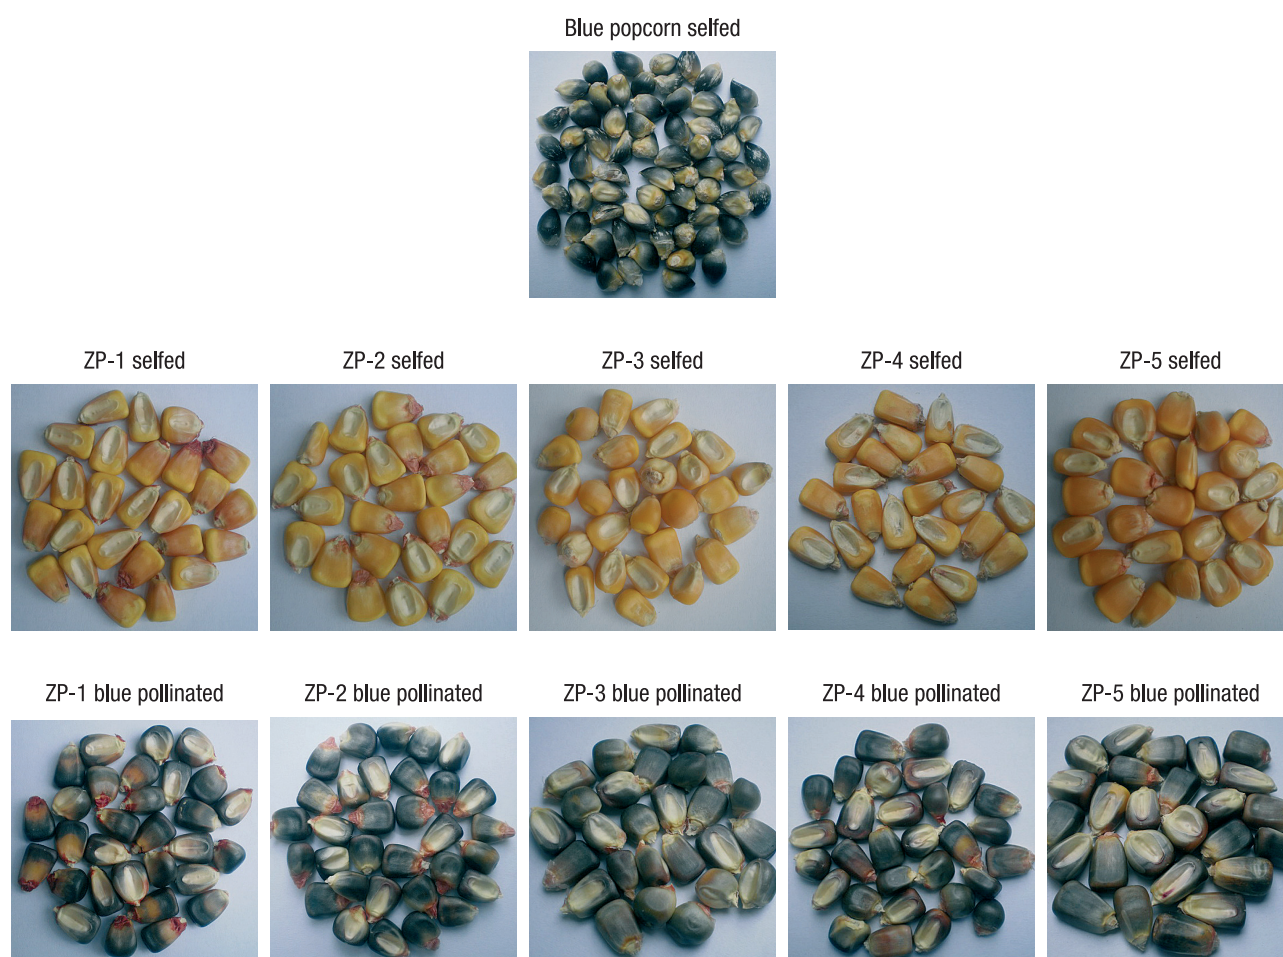 Blue popcorn selfed
ZP-1 selfed
ZP-2 selfed
ZP-3 selfed
ZP-4 selfed
ZP-5 selfed
ZP-1 blue pollinated
ZP-2 blue pollinated
ZP-3 blue pollinated
ZP-4 blue pollinated
ZP-5 blue pollinated